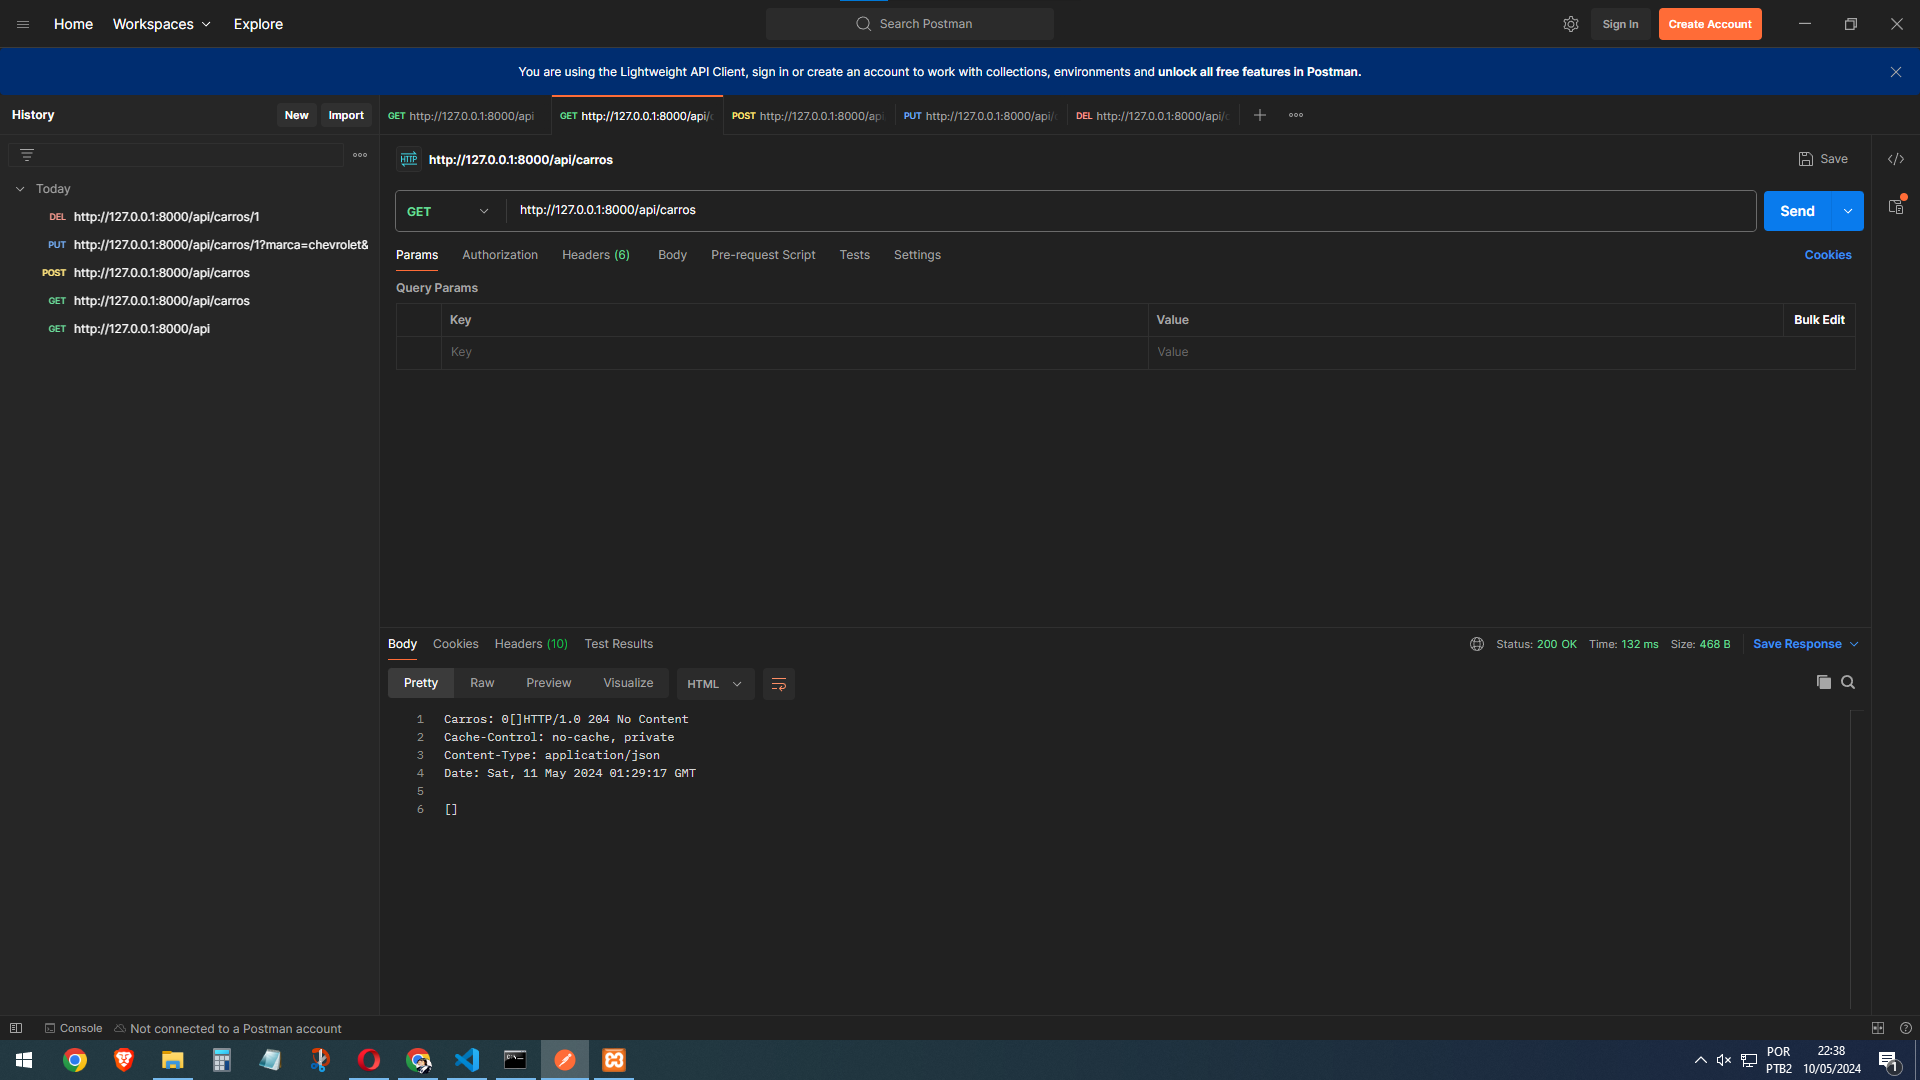 Home Workspaces Explore Search Postman Sign In Create Account
You are using the Lightweight API Client, sign in or create an account to work with collections, environments and unlock all free features in Postman.
History New Import GET http://127.0.0.1:8000/api GET http://127.0.0.1:8000/api/ POST http://127.0.0.1:8000/api PUT http://127.0.0.1:8000/api/ DEL http://127.0.0.1:8000/api/
Today
DEL http://127.0.0.1:8000/api/carros/1
PUT http://127.0.0.1:8000/api/carros/1?marca=chevrolet&
POST http://127.0.0.1:8000/api/carros
GET http://127.0.0.1:8000/api/carros
GET http://127.0.0.1:8000/api
HTTP http://127.0.0.1:8000/api/carros Save
GET http://127.0.0.1:8000/api/carros Send
Params Authorization Headers (6) Body Pre-request Script Tests Settings Cookies
Query Params
Key Value Bulk Edit
Key Value
Body Cookies Headers (10) Test Results Status: 200 OK Time: 132 ms Size: 468 B Save Response
Pretty Raw Preview Visualize HTML
1 Carros: 0[]HTTP/1.0 204 No Content
2 Cache-Control: no-cache, private
3 Content-Type: application/json
4 Date: Sat, 11 May 2024 01:29:17 GMT
5
6 []
Console Not connected to a Postman account
POR 22:38
PTB2 10/05/2024 1